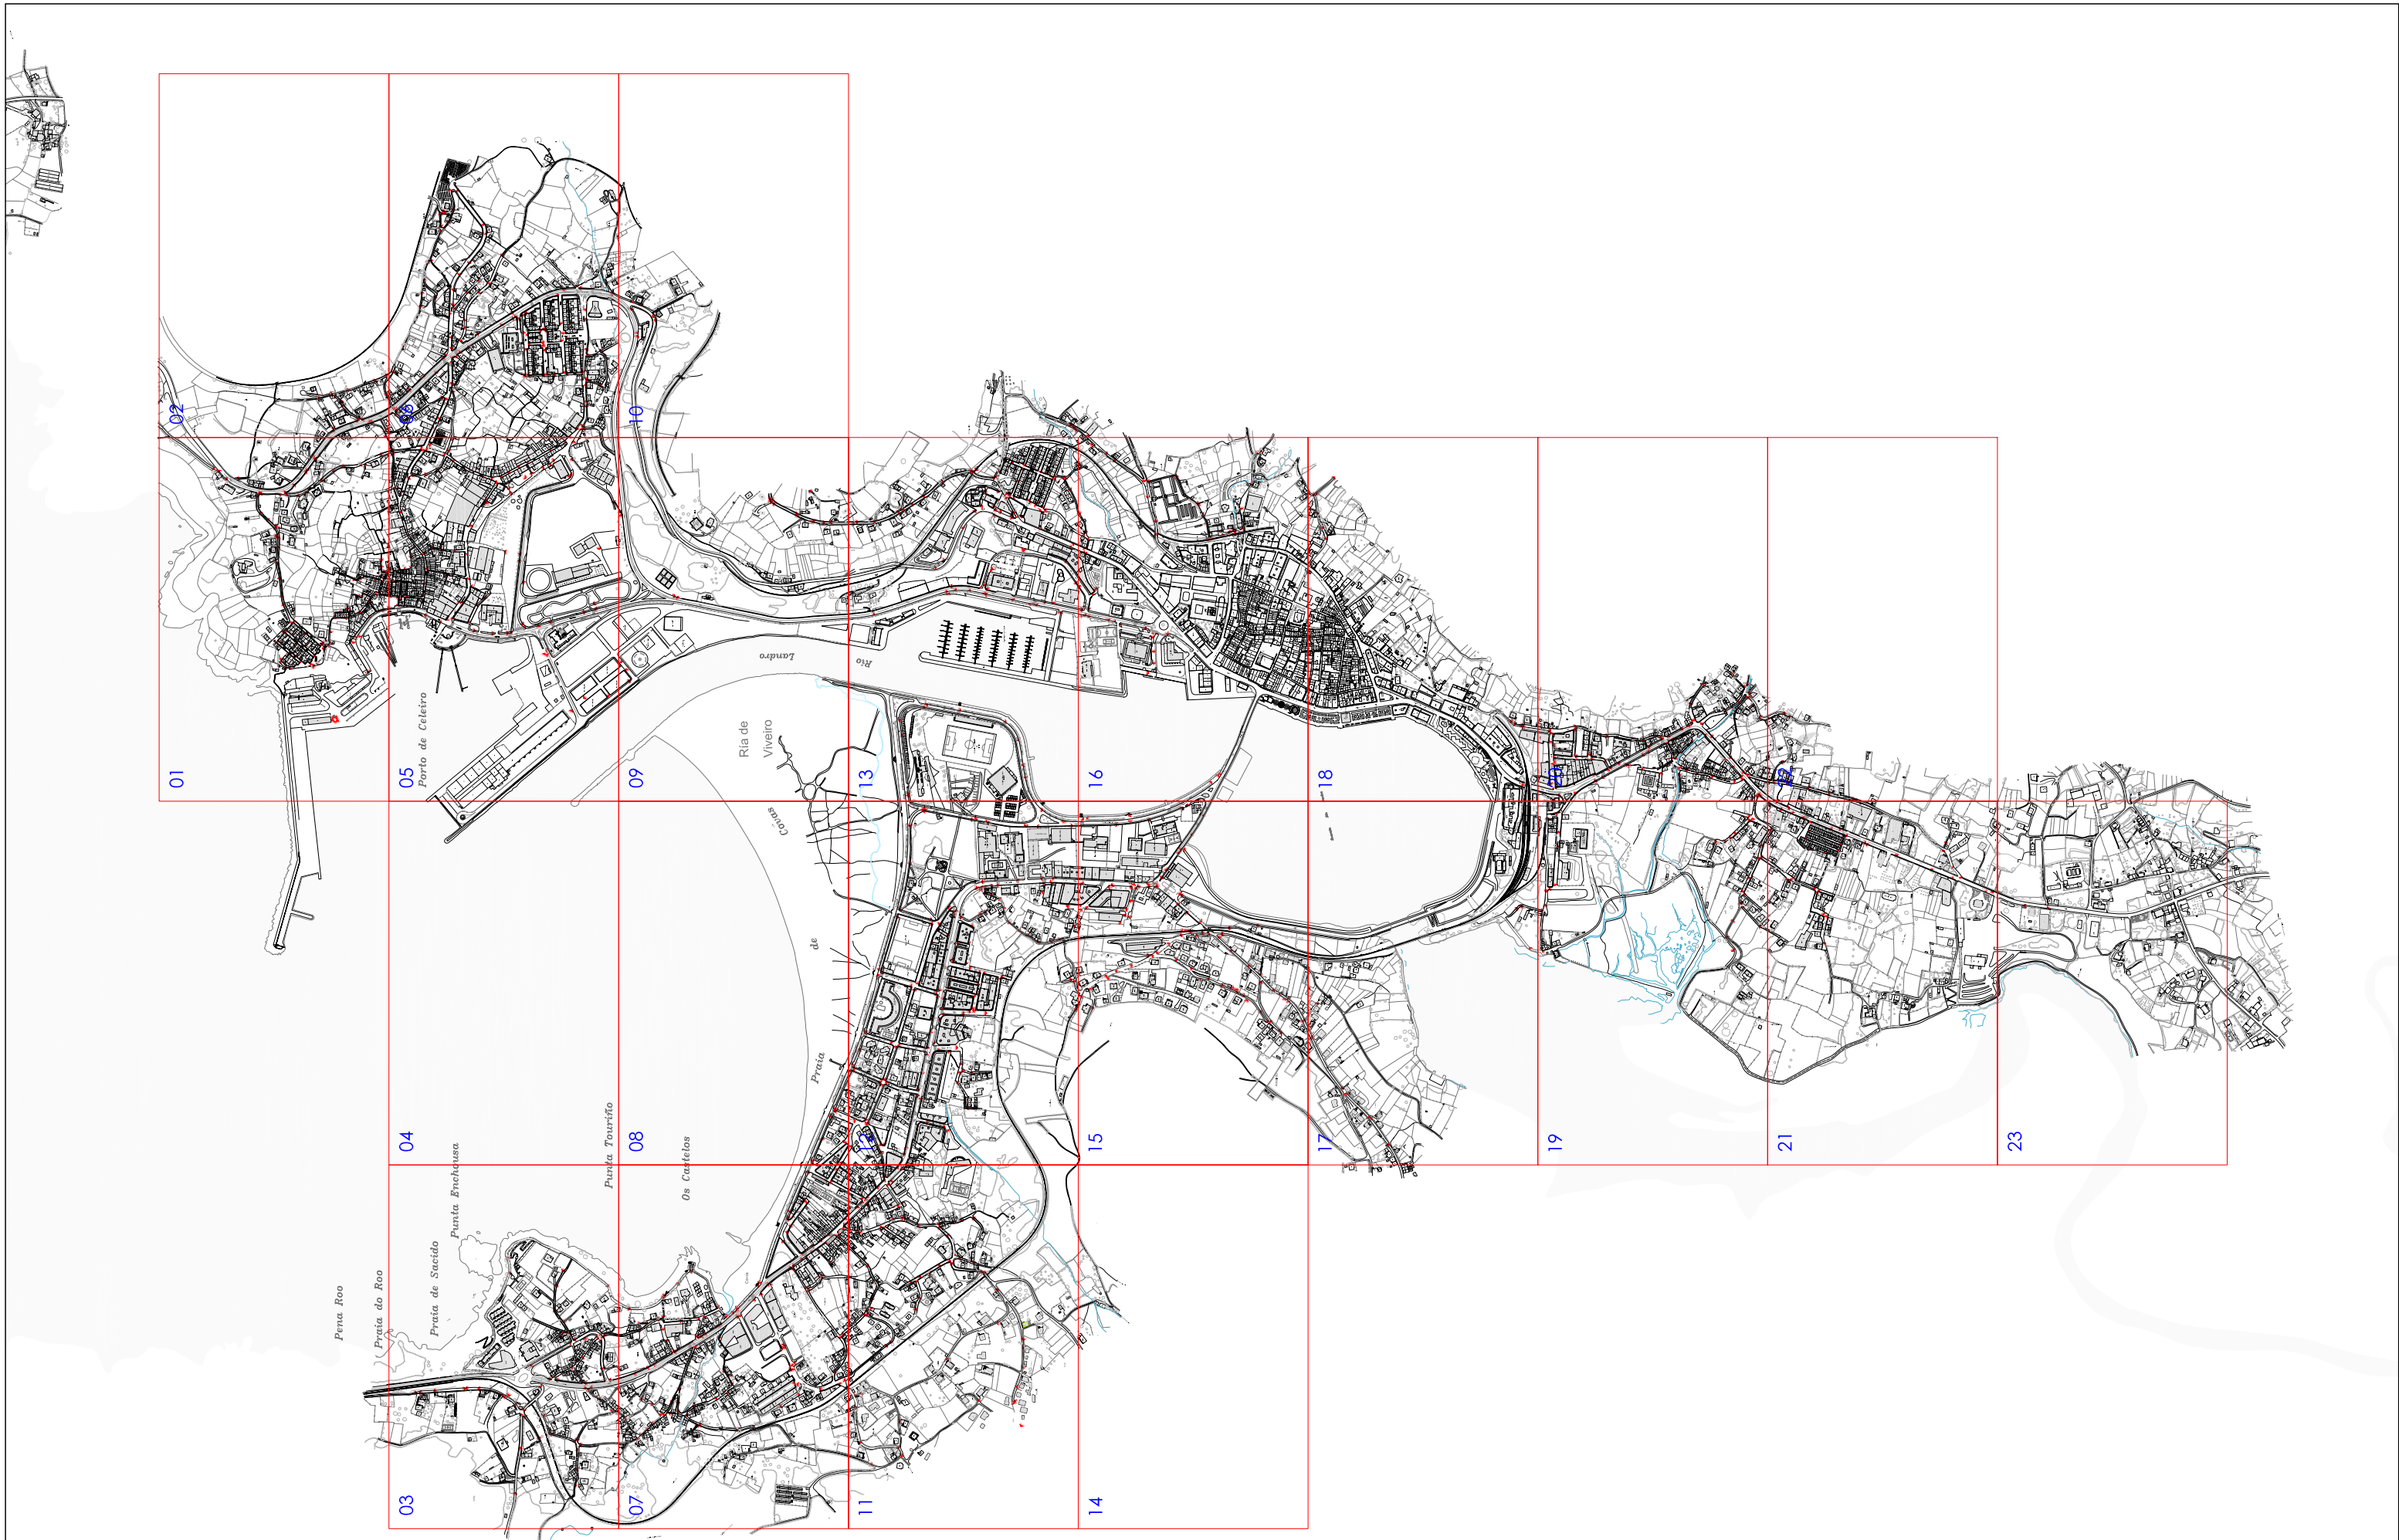 02
06
10
01
05
09
13
16
18
20
22
04
08
12
15
17
19
21
23
03
07
11
14
Porto de Celeiro
Río
Landro
Ría de
Viveiro
Praia
de
Covas
Punta Touriño
Os Castelos
Punta Enchousa
Praia de Sacido
Praia do Roo
Pena Roo